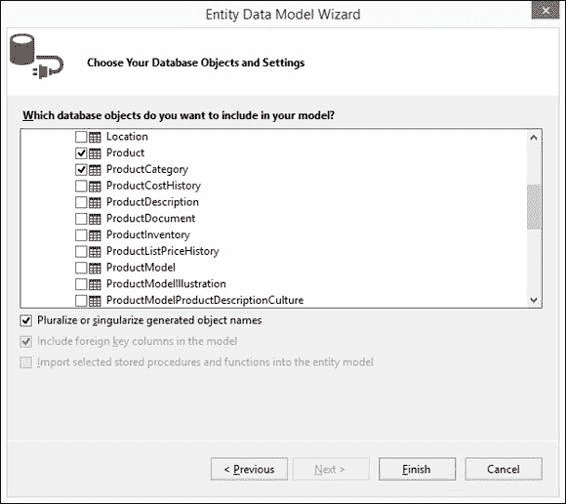 Entity Data Model Wizard
Choose Your Database Objects and Settings
Which database objects do you want to include in your model?
Location
Product
ProductCategory
ProductCostHistory
ProductDescription
ProductDocument
ProductInventory
ProductListPriceHistory
ProductModel
ProductModelIllustration
ProductModelProductDescriptionCulture
Pluralize or singularize generated object names
Include foreign key columns in the model
Import selected stored procedures and functions into the entity model
< Previous
Next >
Finish
Cancel